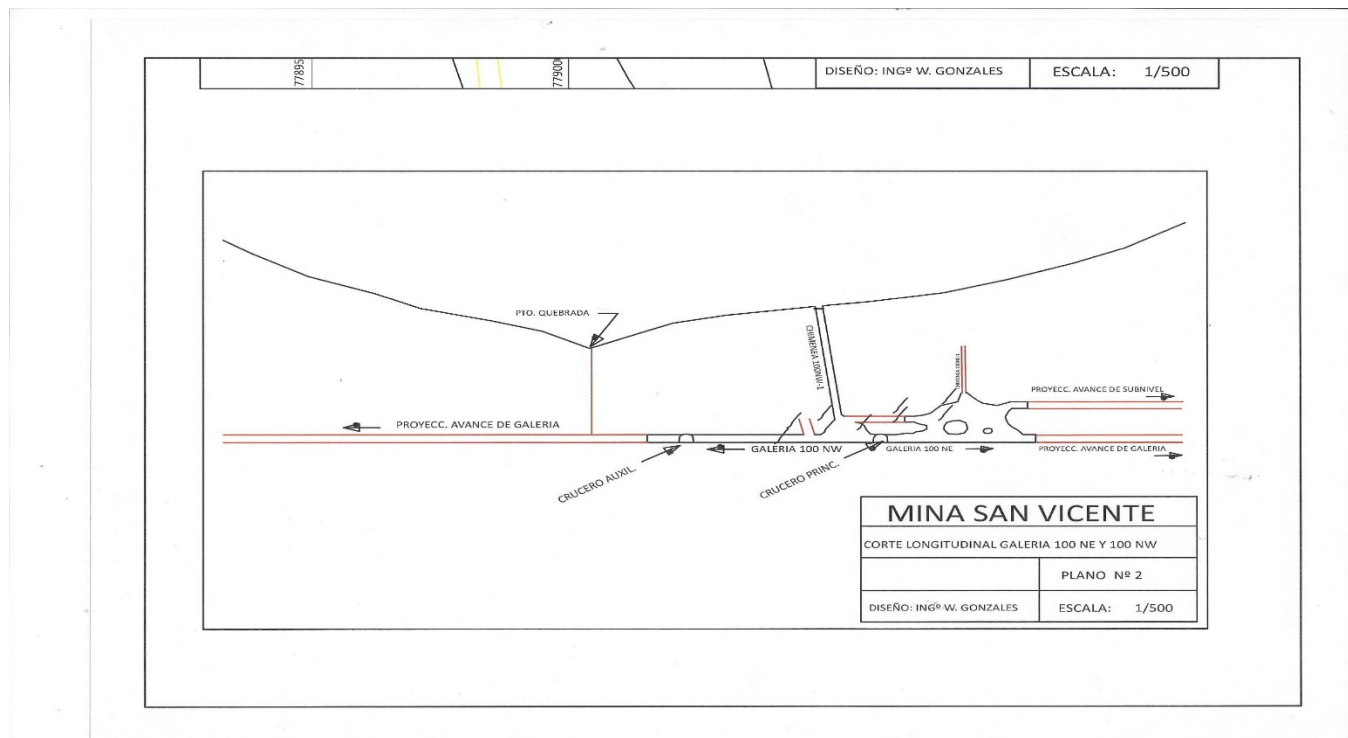 77895
77900
DISEÑO: INGº W. GONZALES
ESCALA: 1/500
PTO. QUEBRADA
CHIMENEA 100NW-1
PROYECC. AVANCE DE SUBNIVEL
PROYECC. AVANCE DE GALERIA
GALERIA 100 NW
GALERIA 100 NE
PROYECC. AVANCE DE GALERIA
CRUCERO AUXIL.
CRUCERO PRINC.
MINA SAN VICENTE
CORTE LONGITUDINAL GALERIA 100 NE Y 100 NW
PLANO Nº 2
DISEÑO: INGº W. GONZALES
ESCALA: 1/500